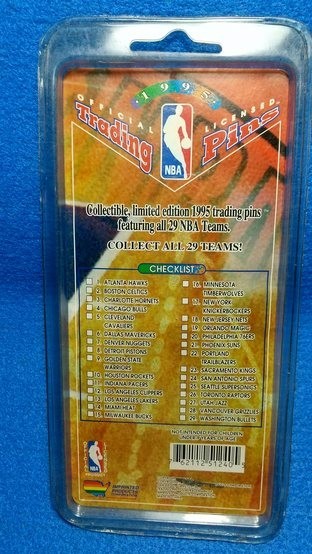 1995
OFFICIAL LICENSED
Trading Pins
NBA
Collectible, limited edition 1995 trading pins
featuring all 29 NBA Teams.
COLLECT ALL 29 TEAMS!
CHECKLIST
1. ATLANTA HAWKS
2. BOSTON CELTICS
3. CHARLOTTE HORNETS
4. CHICAGO BULLS
5. CLEVELAND
CAVALIERS
6. DALLAS MAVERICKS
7. DENVER NUGGETS
8. DETROIT PISTONS
9. GOLDEN STATE
WARRIORS
10. HOUSTON ROCKETS
11. INDIANA PACERS
12. LOS ANGELES CLIPPERS
13. LOS ANGELES LAKERS
14. MIAMI HEAT
15. MILWAUKEE BUCKS
16. MINNESOTA
TIMBERWOLVES
17. NEW YORK
KNICKERBOCKERS
18. NEW JERSEY NETS
19. ORLANDO MAGIC
20. PHILADELPHIA 76ERS
21. PHOENIX SUNS
22. PORTLAND
TRAILBLAZERS
23. SACRAMENTO KINGS
24. SAN ANTONIO SPURS
25. SEATTLE SUPERSONICS
26. TORONTO RAPTORS
27. UTAH JAZZ
28. VANCOUVER GRIZZLIES
29. WASHINGTON BULLETS
NOT INTENDED FOR CHILDREN
UNDER 8 YEARS OF AGE
62112 51240
NBA
IMPRINTED
PRODUCTS